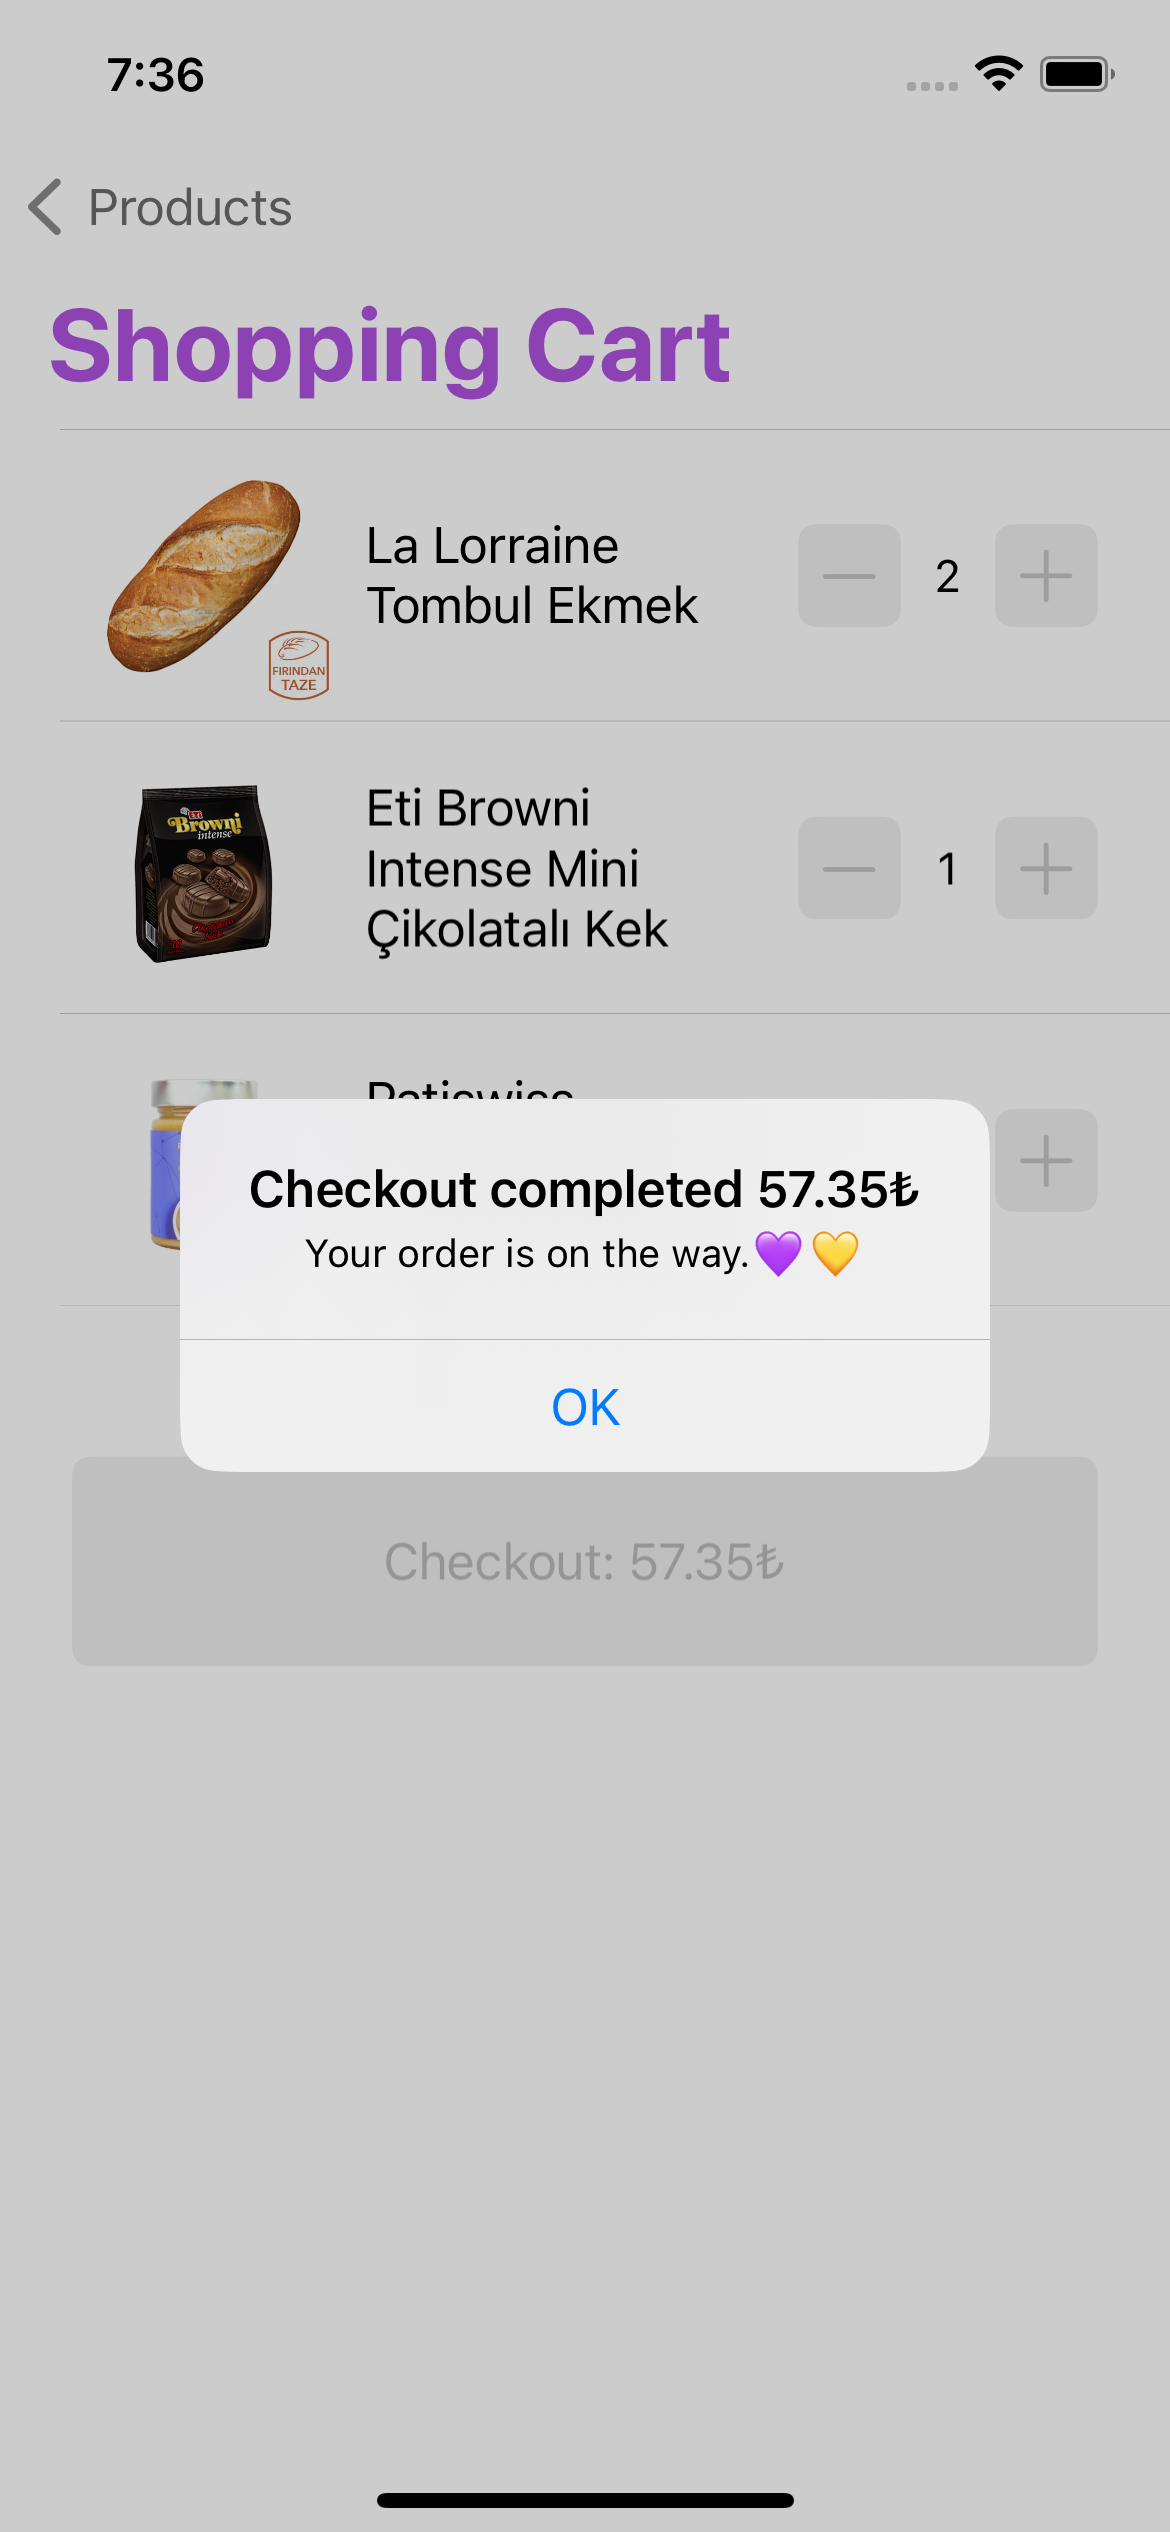 7:36
Products
Shopping Cart
La Lorraine
Tombul Ekmek
2
FIRINDAN
TAZE
Eti Browni
Intense Mini
Çikolatalı Kek
1
ETİ
Browni
intense
Checkout completed 57.35₺
Your order is on the way.💜💛
OK
Checkout: 57.35₺